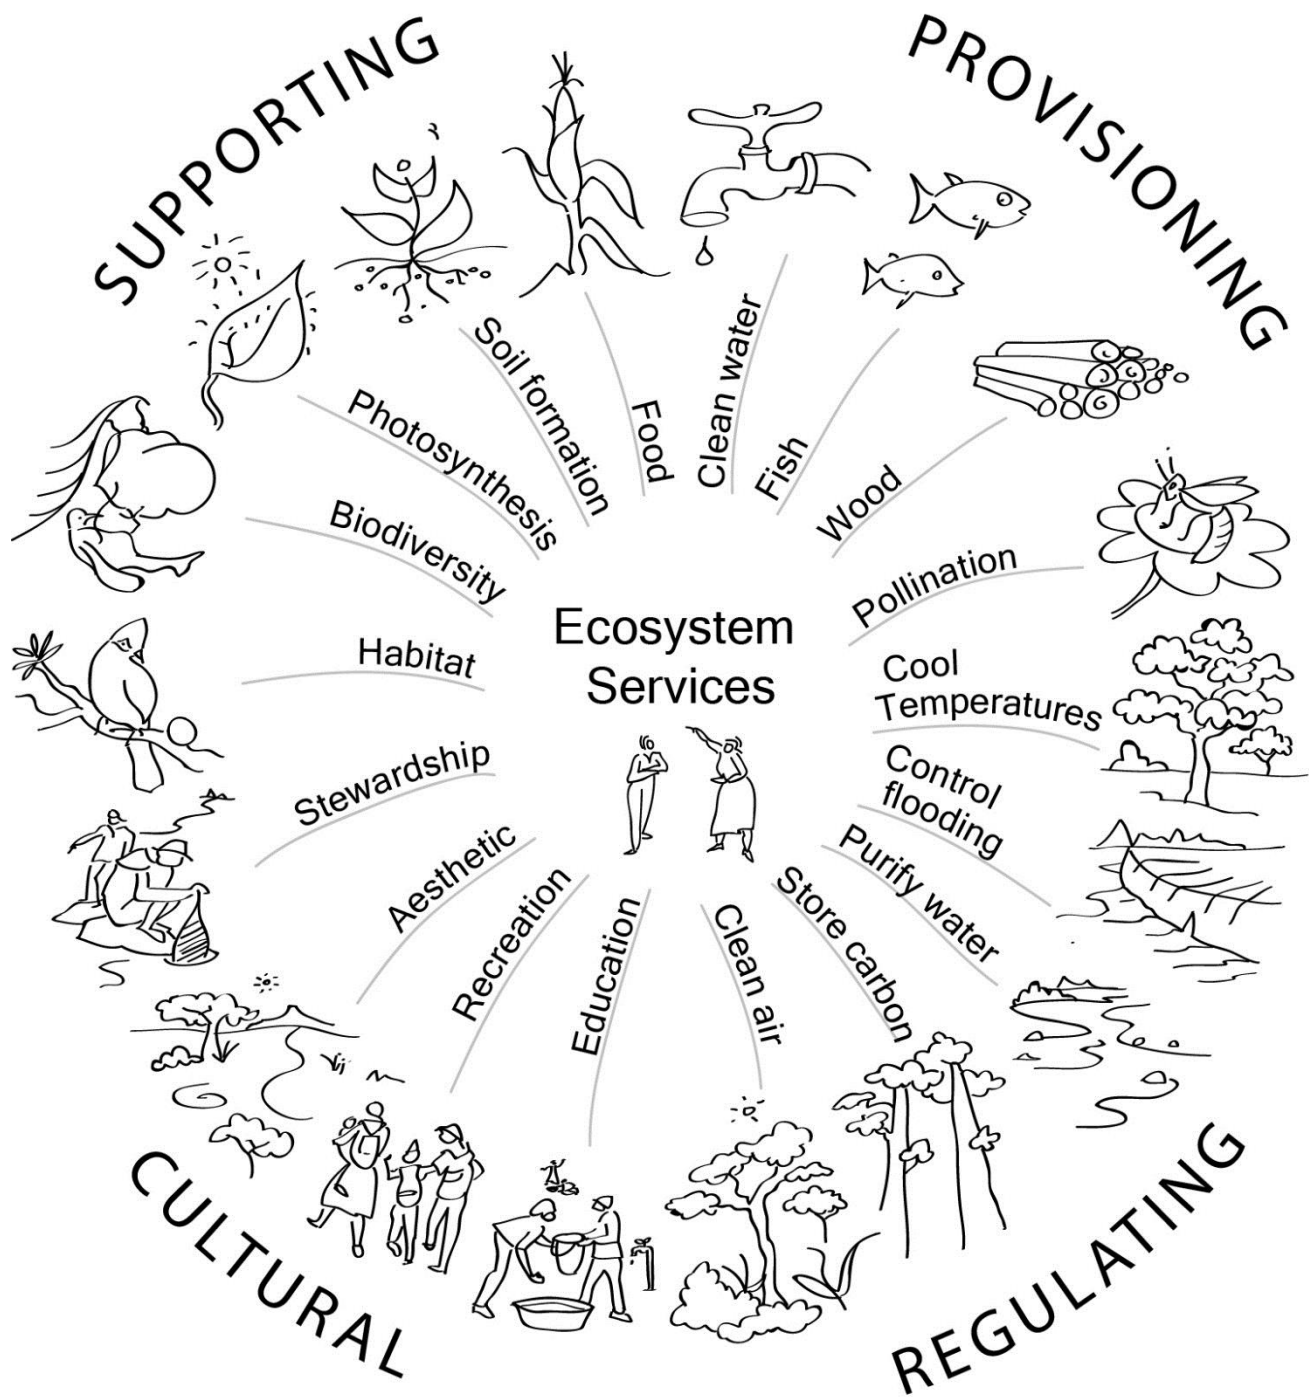 SUPPORTING
PROVISIONING
Soil formation
Food
Clean water
Fish
Wood
Photosynthesis
Biodiversity
Habitat
Pollination
Cool
Temperatures
Ecosystem
Services
Stewardship
Aesthetic
Recreation
Education
Clean air
Store carbon
Purify water
Control
flooding
CULTURAL
REGULATING